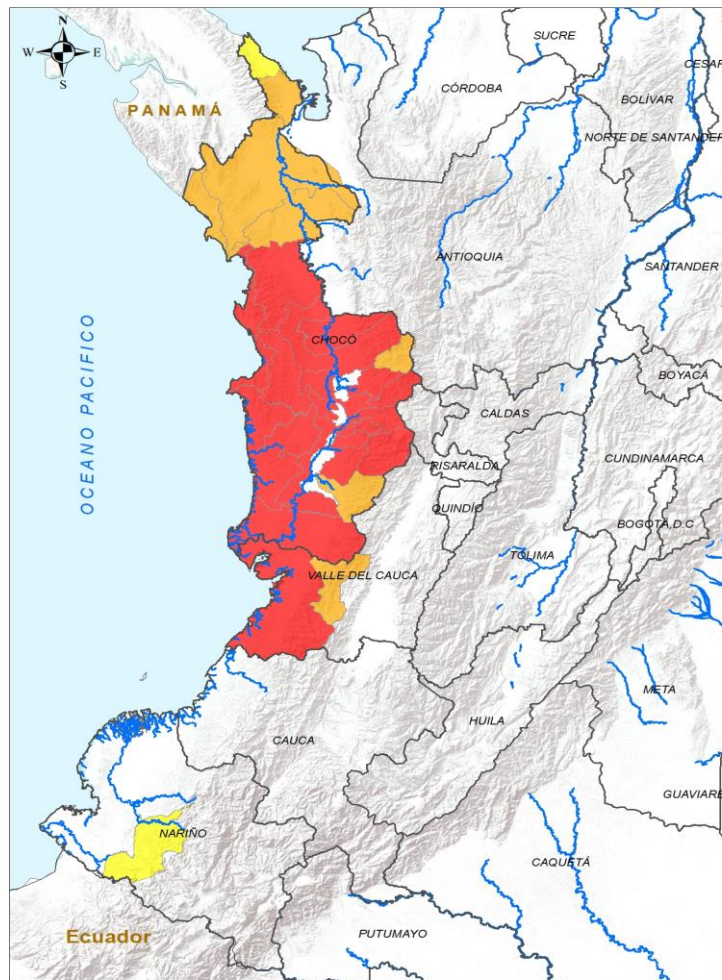 N
W E
S
PANAMÁ
SUCRE
CÓRDOBA
CESAR
BOLÍVAR
NORTE DE SANTANDER
ANTIOQUIA
SANTANDER
OCEANO PACIFICO
CHOCÓ
BOYACÁ
CALDAS
CUNDINAMARCA
RISARALDA
QUINDÍO
BOGOTÁ, D.C
TOLIMA
VALLE DEL CAUCA
META
HUILA
CAUCA
GUAVIARE
NARIÑO
CAQUETÁ
Ecuador
PUTUMAYO